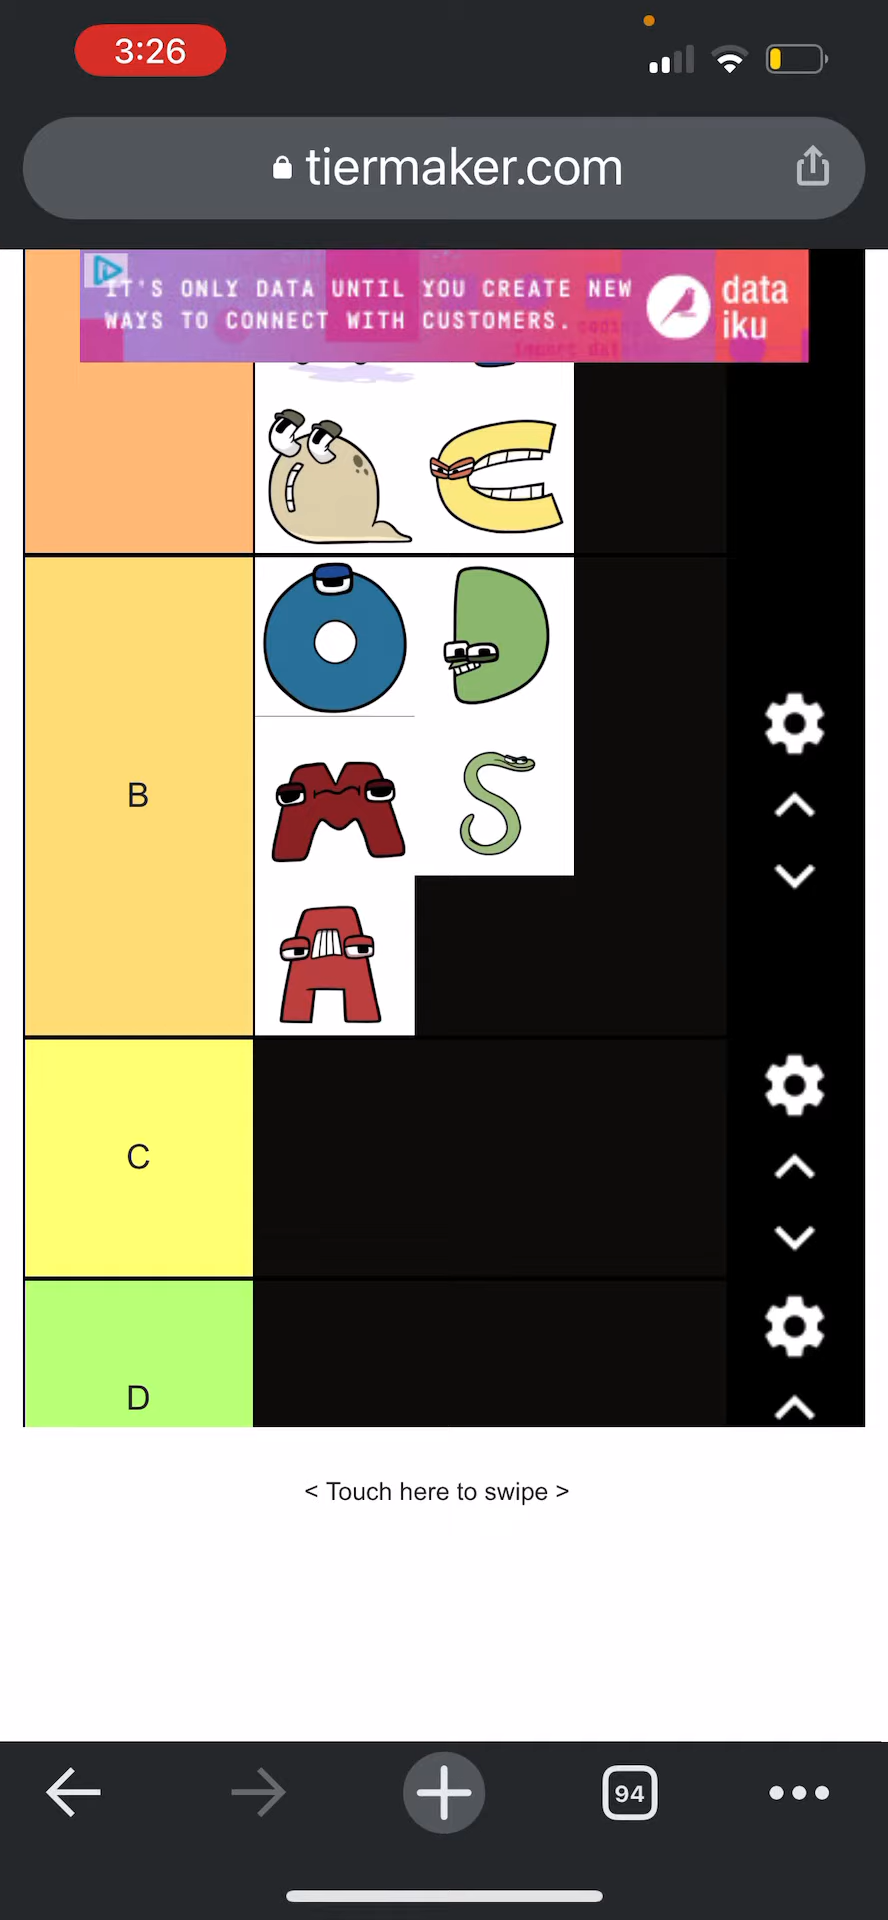 3:26
tiermaker.com
IT'S ONLY DATA UNTIL YOU CREATE NEW
WAYS TO CONNECT WITH CUSTOMERS.
data
iku
C
O D
B
M S
A
C
D
< Touch here to swipe >
94